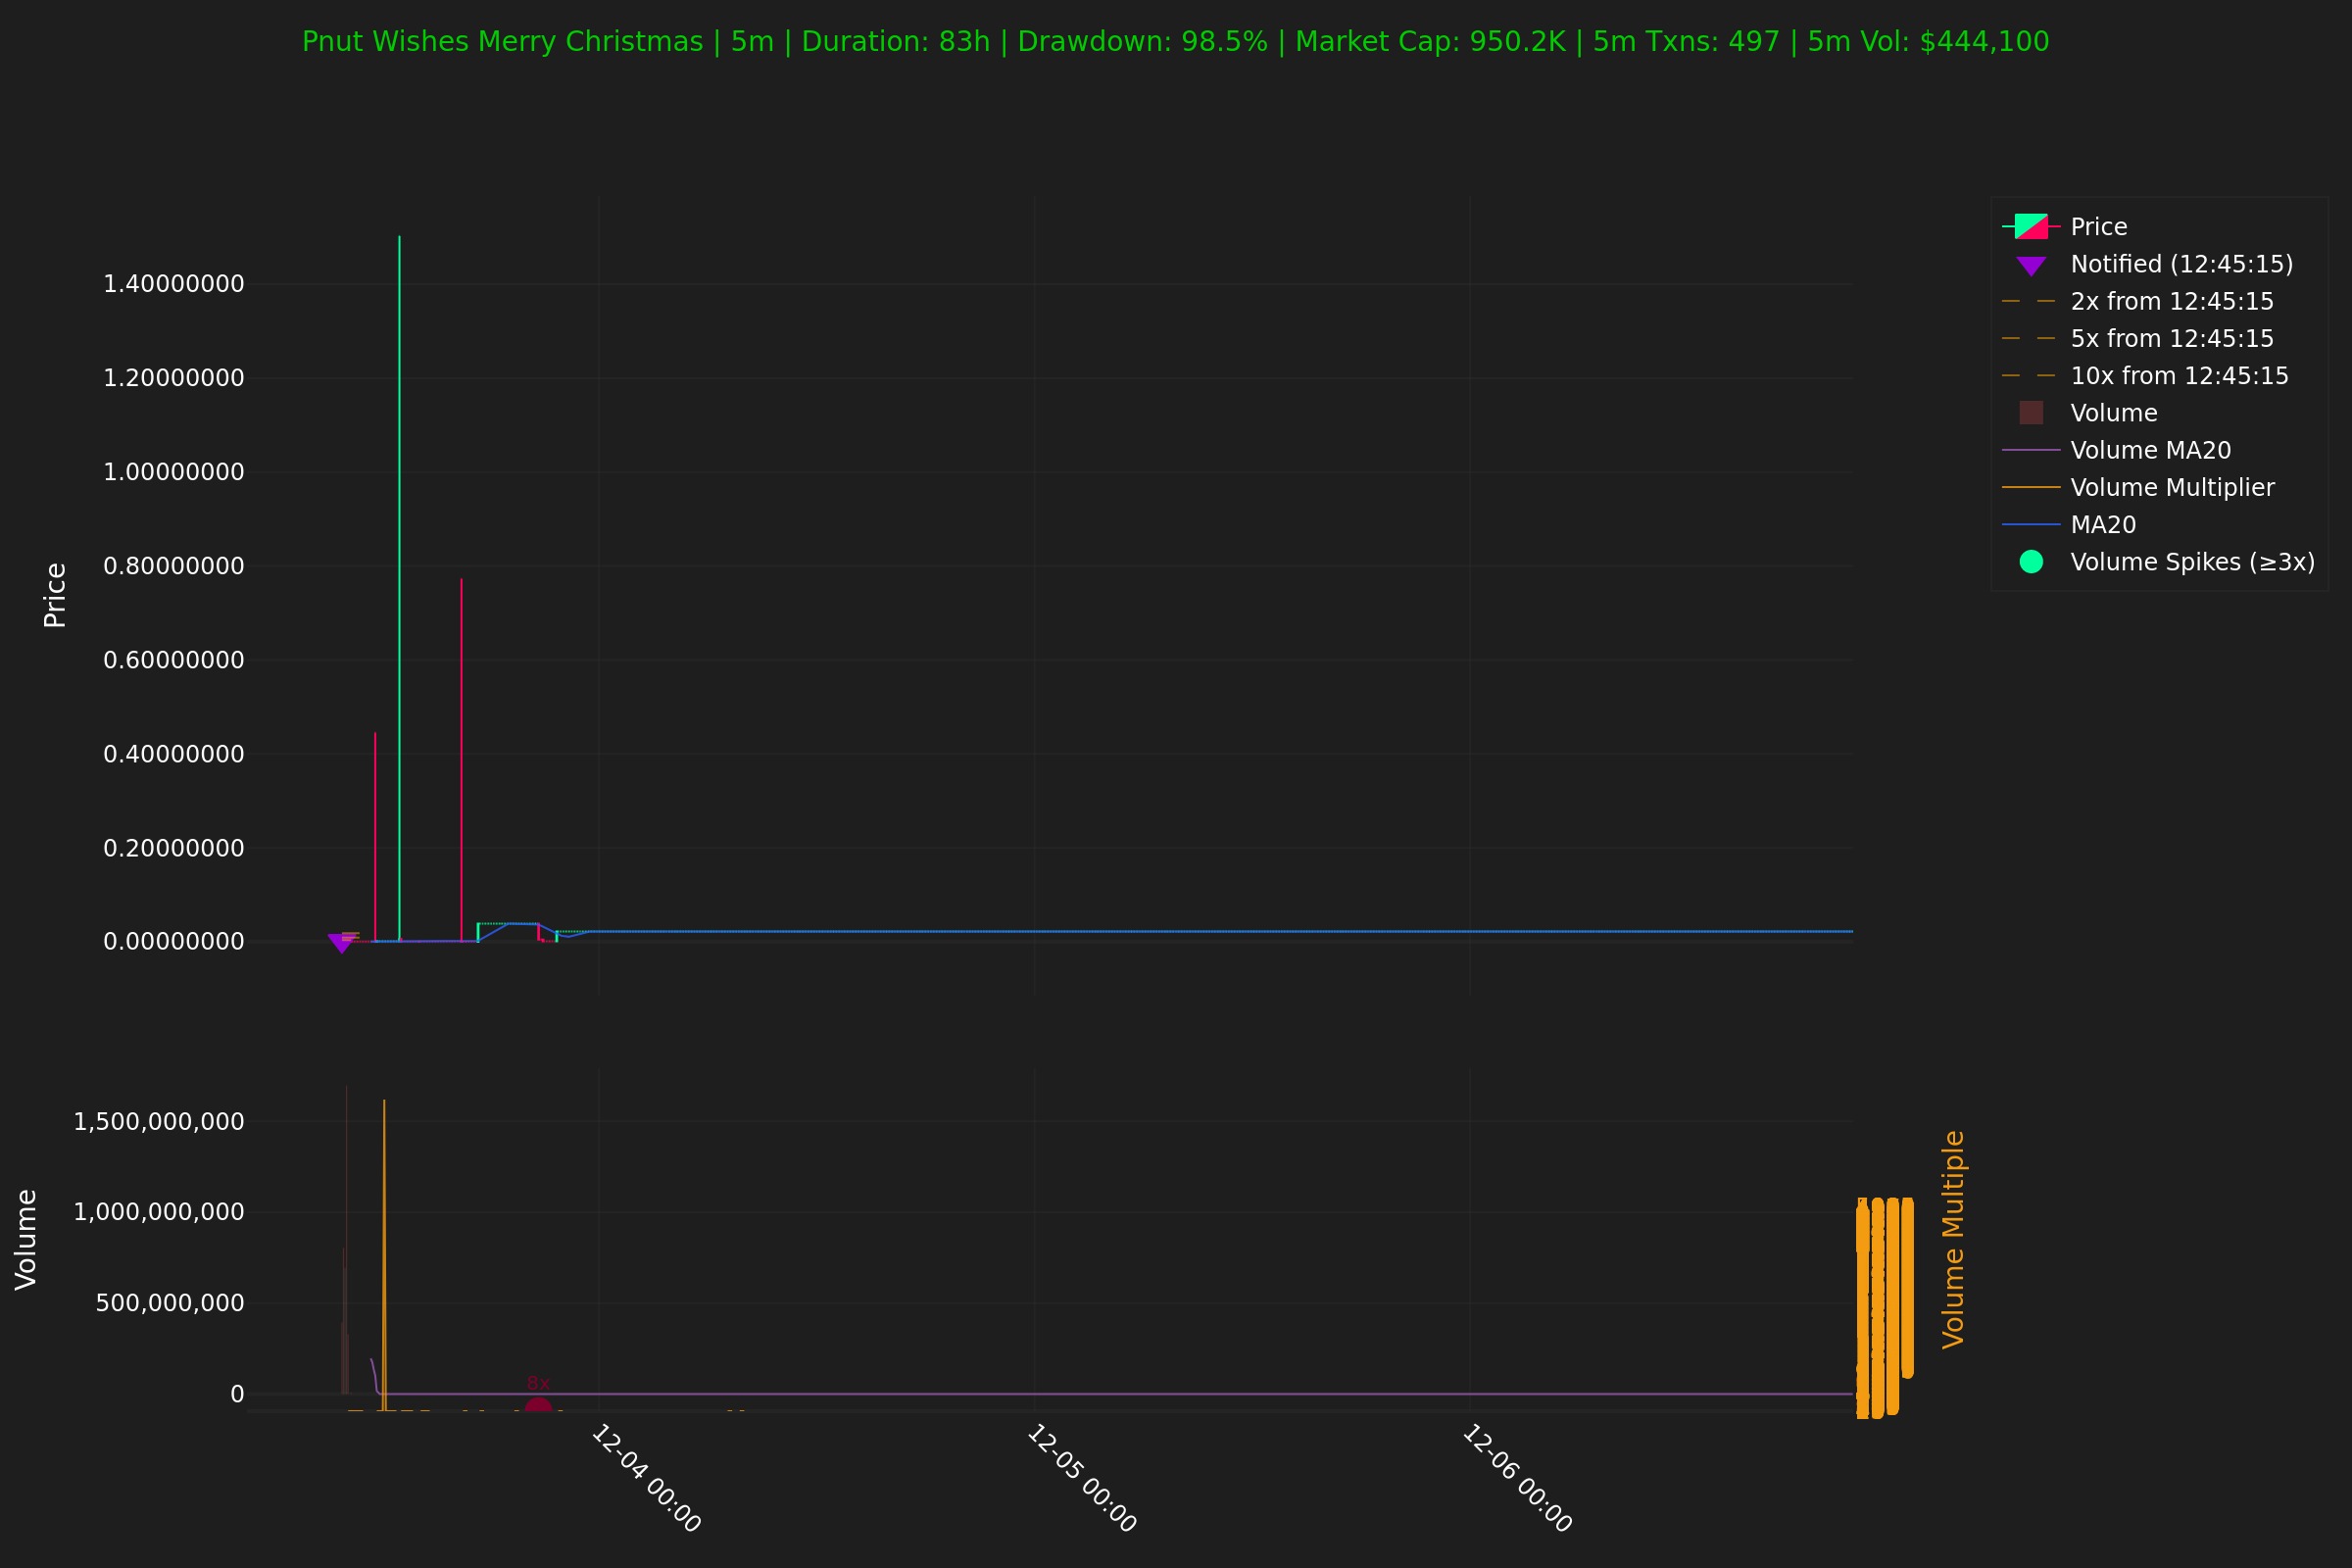 Pnut Wishes Merry Christmas | 5m | Duration: 83h | Drawdown: 98.5% | Market Cap: 950.2K | 5m Txns: 497 | 5m Vol: $444,100
Price
1.40000000
1.20000000
1.00000000
0.80000000
0.60000000
0.40000000
0.20000000
0.00000000
Price
Notified (12:45:15)
2x from 12:45:15
5x from 12:45:15
10x from 12:45:15
Volume
Volume MA20
Volume Multiplier
MA20
Volume Spikes (≥3x)
Volume
1,500,000,000
1,000,000,000
500,000,000
0
8x
Volume Multiple
12-04 00:00
12-05 00:00
12-06 00:00